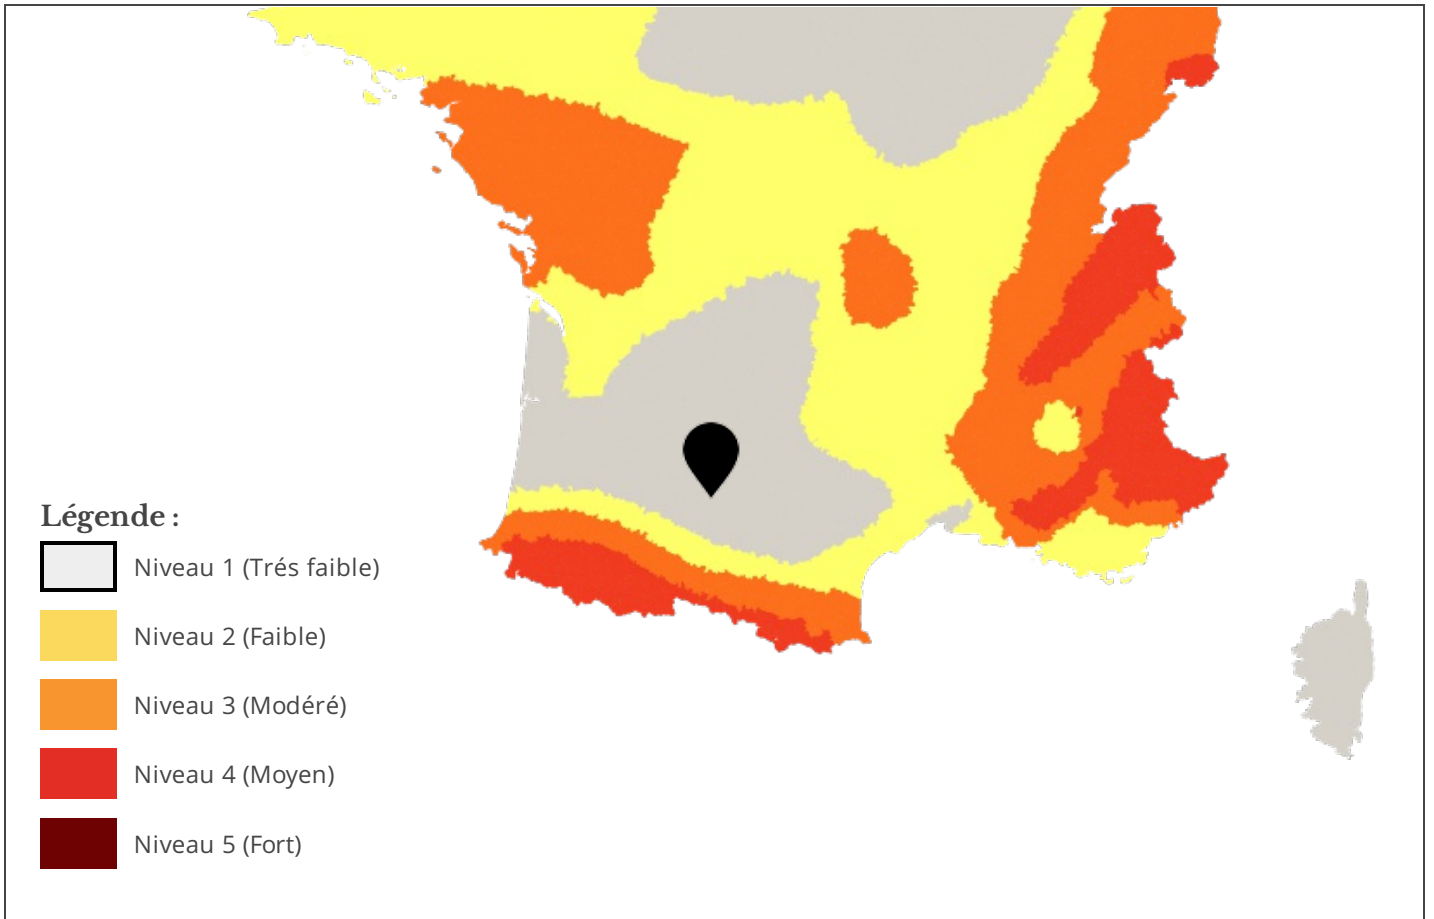 Légende :
Niveau 1 (Trés faible)
Niveau 2 (Faible)
Niveau 3 (Modéré)
Niveau 4 (Moyen)
Niveau 5 (Fort)